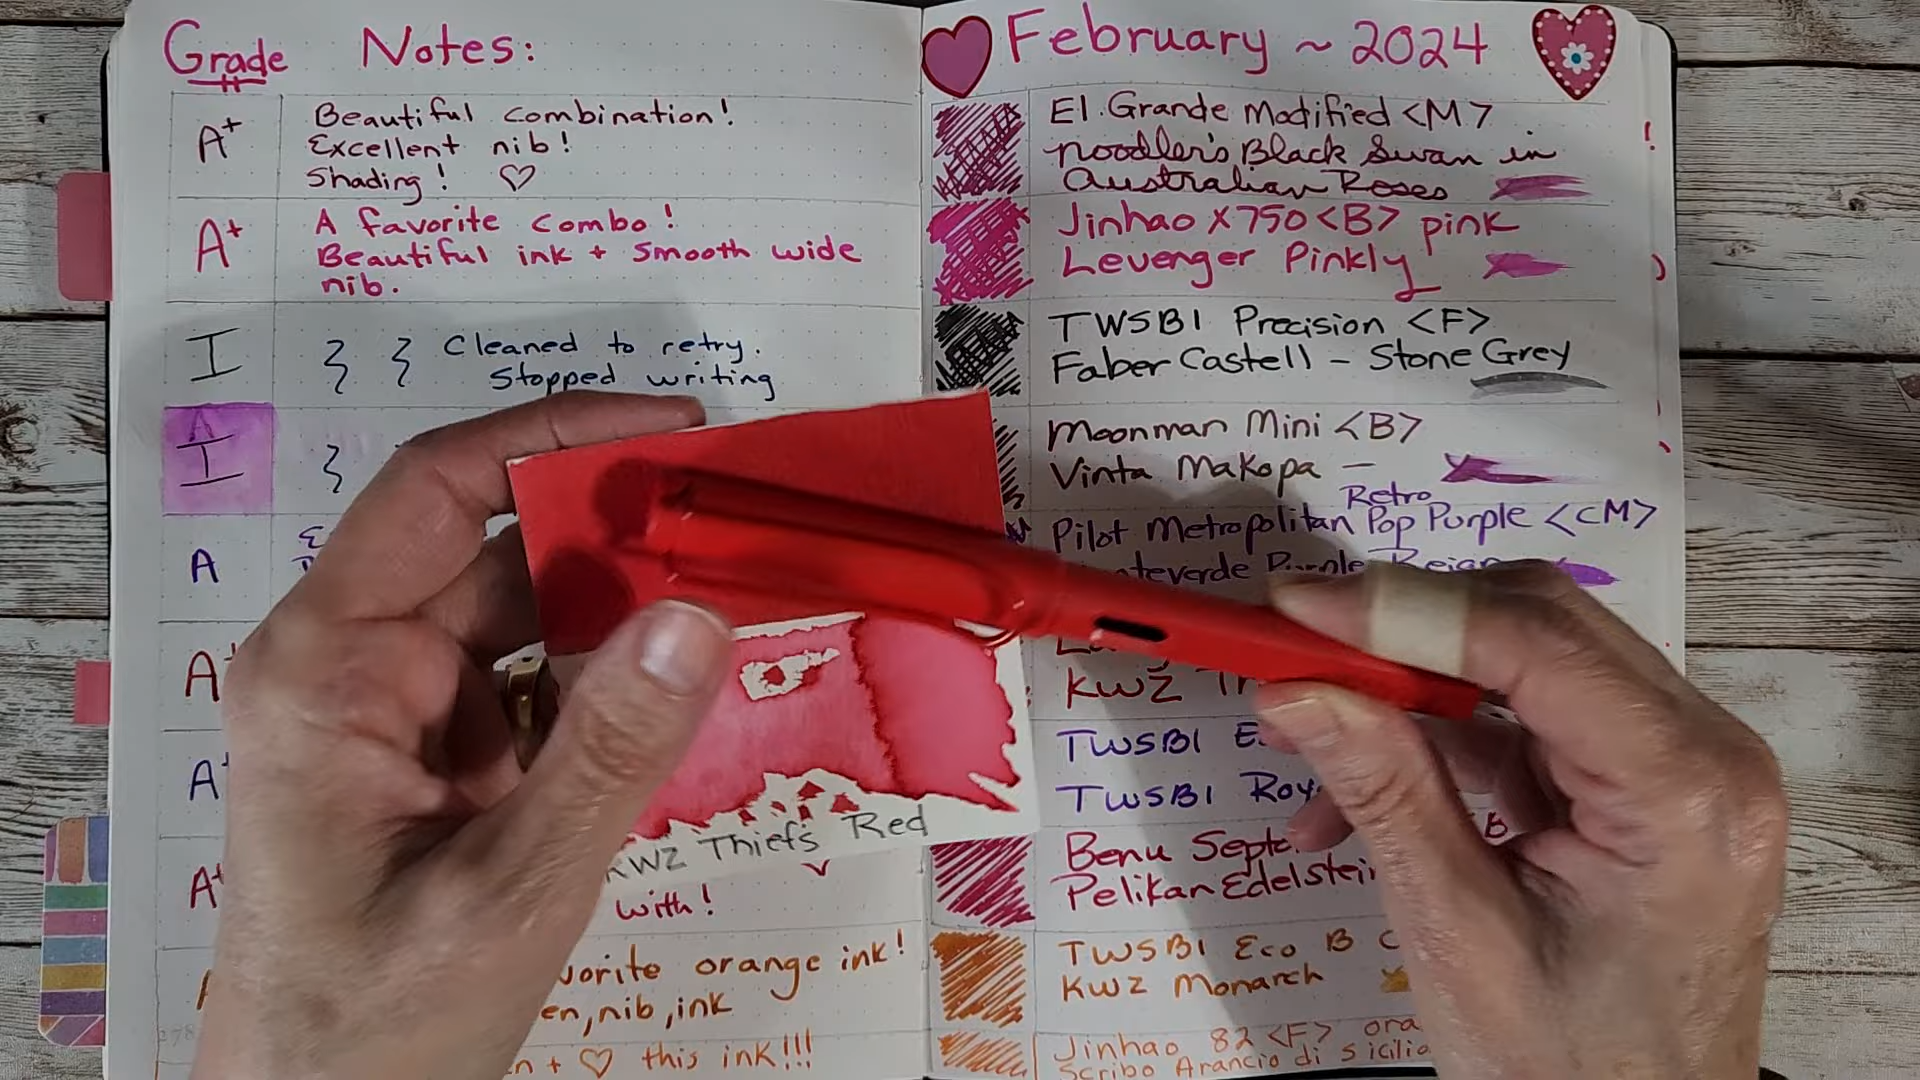 Grade Notes:
A+
Beautiful combination!
Excellent nib!
Shading! ♡
A+
A favorite combo!
Beautiful ink + smooth wide
nib.
I
Cleaned to retry.
Stopped writing
I
A
A+
A+
A+
with!
orange ink!
nib, ink
+ ♡ this ink!!!
278
KWZ Thief's Red
February ~ 2024
El Grande Modified <M>
Noodler's Black Swan in
Australian Roses
Jinhao X750 <B> pink
Levenger Pinkly
TWSBI Precision <F>
Faber Castell - Stone Grey
Moonman Mini <B>
Vinta Makopa -
Retro
Pilot Metropolitan Pop Purple <CM>
Purple Reign
KWZ
TWSBI
TWSBI
B
Benu
Pelikan Edelstein
TWSBI Eco B
KWZ Monarch
Jinhao 82 <F>
Scribo Arancio di Sicilia